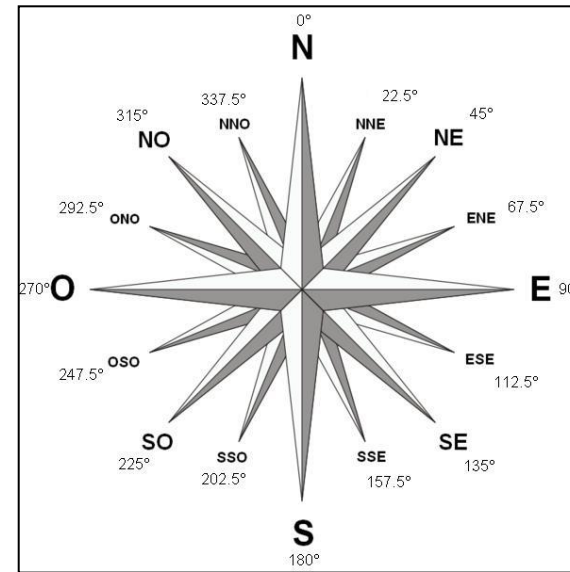 0°
N
337.5°
22.5°
315°
NNO
NNE
45°
NO
NE
292.5°
ONO
ENE
67.5°
270°
O
E
90
OSO
ESE
247.5°
112.5°
SO
SSO
SSE
SE
225°
202.5°
157.5°
135°
S
180°